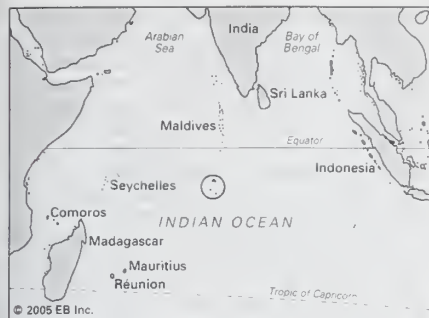 Arabian
Sea
India
Bay of
Bengal
Sri Lanka
Maldives
Equator
Indonesia
Seychelles
Comoros
INDIAN OCEAN
Madagascar
Mauritius
Réunion
Tropic of Capricorn
© 2005 EB Inc.